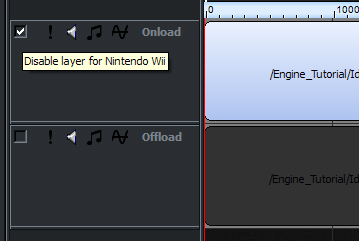 0
1000
Onload
Disable layer for Nintendo Wii
/Engine_Tutorial/Id
Offload
/Engine_Tutorial/Id